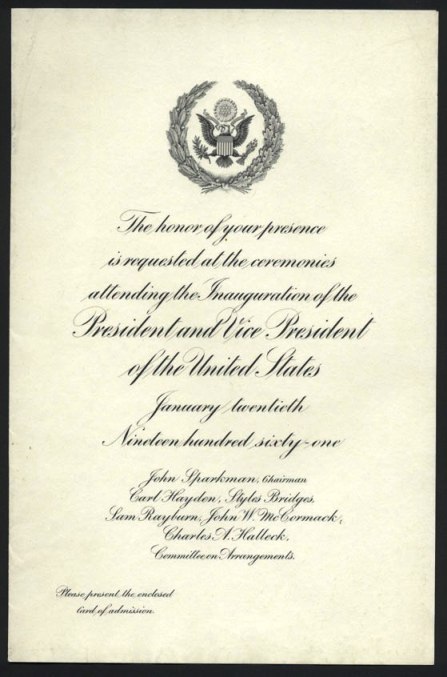 The honor of your presence
is requested at the ceremonies
attending the Inauguration of the
President and Vice President
of the United States
January twentieth
Nineteen hundred sixty-one
John Sparkman, Chairman
Carl Hayden, Styles Bridges,
Sam Rayburn, John W. McCormack,
Charles A. Halleck,
Committee on Arrangements.
Please present the enclosed
card of admission.